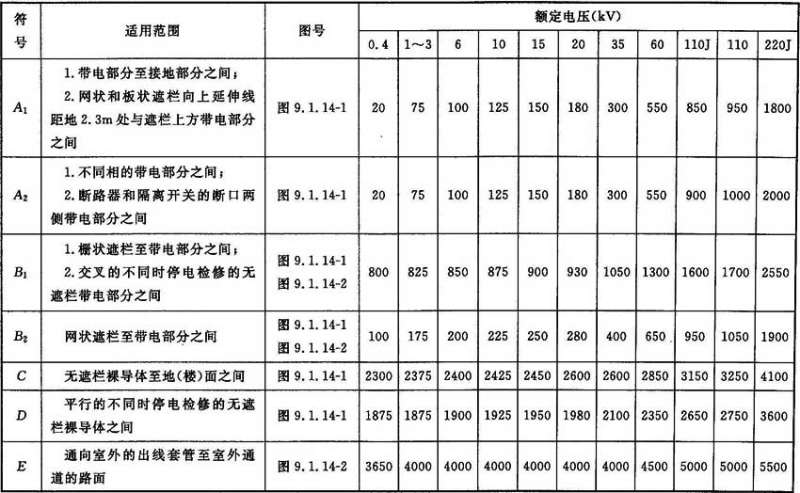 符号 适用范围 图号 额定电压(kV)
0.4 1～3 6 10 15 20 35 60 110J 110 220J
A₁
1.带电部分至接地部分之间；
2.网状和板状遮栏向上延伸线
距地2.3m处与遮栏上方带电部分
之间
图9.1.14-1 20 75 100 125 150 180 300 550 850 950 1800
A₂
1.不同相的带电部分之间；
2.断路器和隔离开关的断口两
侧带电部分之间
图9.1.14-1 20 75 100 125 150 180 300 550 900 1000 2000
B₁
1.栅状遮栏至带电部分之间；
2.交叉的不同时停电检修的无
遮栏带电部分之间
图9.1.14-1
图9.1.14-2
800 825 850 875 900 930 1050 1300 1600 1700 2550
B₂
网状遮栏至带电部分之间
图9.1.14-1
图9.1.14-2
100 175 200 225 250 280 400 650 950 1050 1900
C 无遮栏裸导体至地(楼)面之间 图9.1.14-1 2300 2375 2400 2425 2450 2600 2600 2850 3150 3250 4100
D
平行的不同时停电检修的无遮
栏裸导体之间
图9.1.14-1 1875 1875 1900 1925 1950 1980 2100 2350 2650 2750 3600
E
通向室外的出线套管至室外通
道的路面
图9.1.14-2 3650 4000 4000 4000 4000 4000 4000 4500 5000 5000 5500